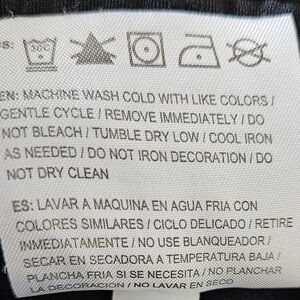 S:
30C
EN: MACHINE WASH COLD WITH LIKE COLORS /
GENTLE CYCLE / REMOVE IMMEDIATELY / DO
NOT BLEACH / TUMBLE DRY LOW / COOL IRON
AS NEEDED / DO NOT IRON DECORATION / DO
NOT DRY CLEAN
ES: LAVAR A MAQUINA EN AGUA FRIA CON
COLORES SIMILARES / CICLO DELICADO / RETIRE
INMEDIATAMENTE / NO USE BLANQUEADOR /
SECAR EN SECADORA A TEMPERATURA BAJA /
PLANCHA FRIA SI SE NECESITA / NO PLANCHAR
LA DECORACION / NO LAVAR EN SECO